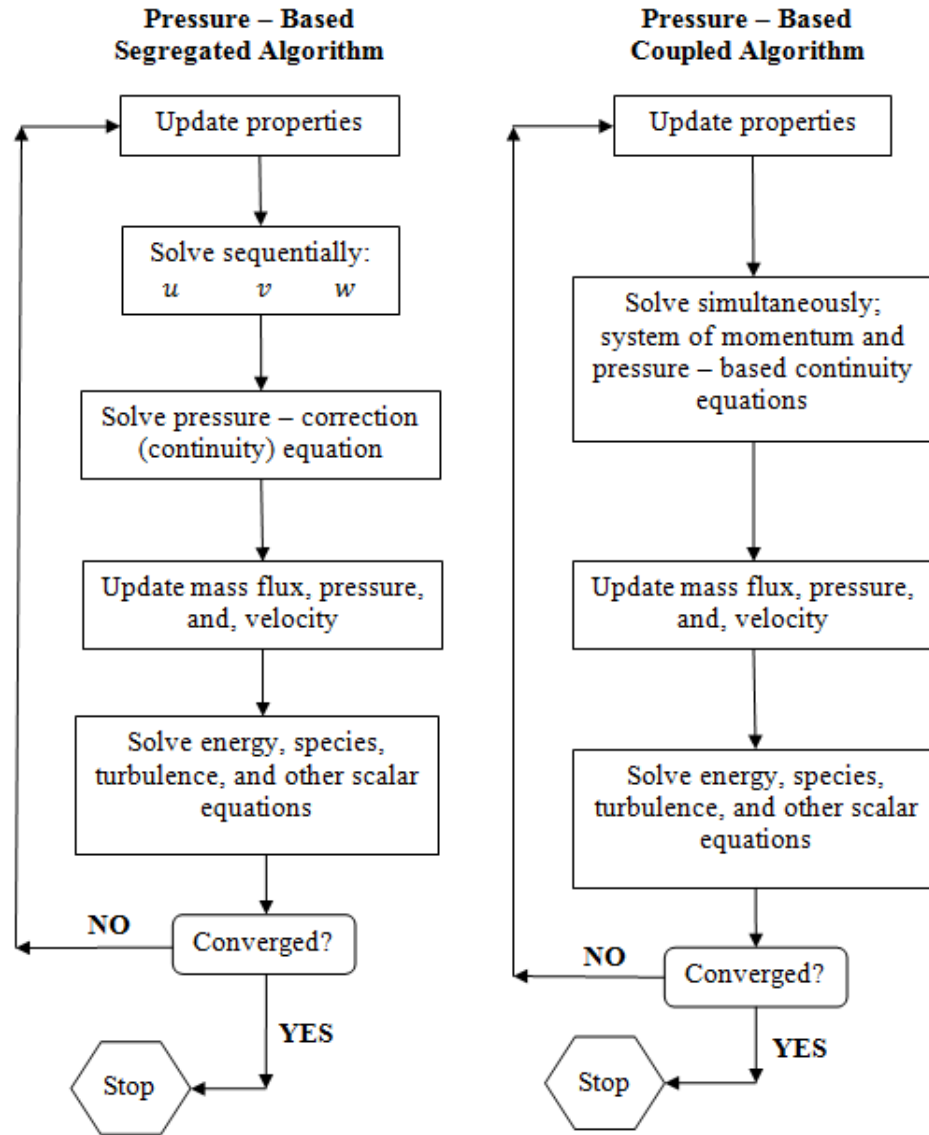 Pressure – Based
Segregated Algorithm
Update properties
Solve sequentially:
u v w
Solve pressure – correction
(continuity) equation
Update mass flux, pressure,
and, velocity
Solve energy, species,
turbulence, and other scalar
equations
NO
Converged?
YES
Stop
Pressure – Based
Coupled Algorithm
Update properties
Solve simultaneously;
system of momentum and
pressure – based continuity
equations
Update mass flux, pressure,
and, velocity
Solve energy, species,
turbulence, and other scalar
equations
NO
Converged?
YES
Stop